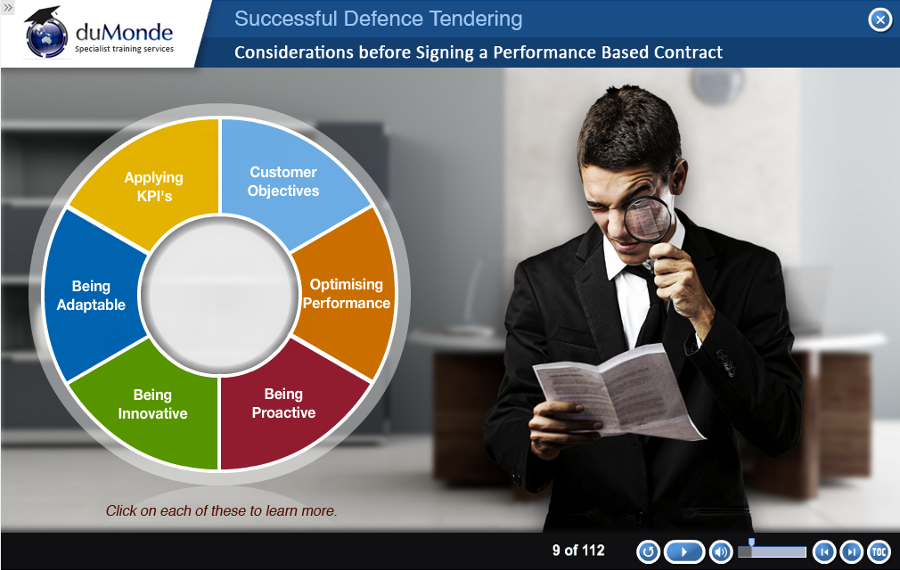 duMonde
Specialist training services
Successful Defence Tendering
Considerations before Signing a Performance Based Contract
Applying
KPI's
Customer
Objectives
Being
Adaptable
Optimising
Performance
Being
Innovative
Being
Proactive
Click on each of these to learn more.
9 of 112
TOC